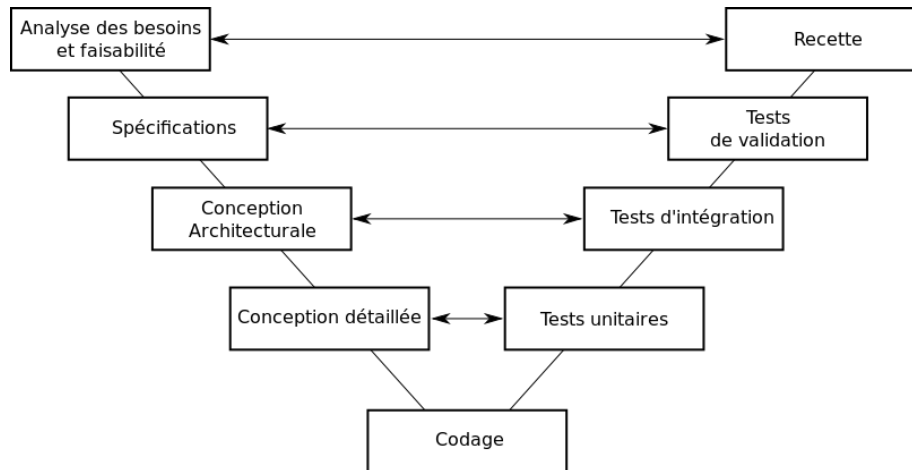 Analyse des besoins
et faisabilité
Recette
Spécifications
Tests
de validation
Conception
Architecturale
Tests d'intégration
Conception détaillée
Tests unitaires
Codage